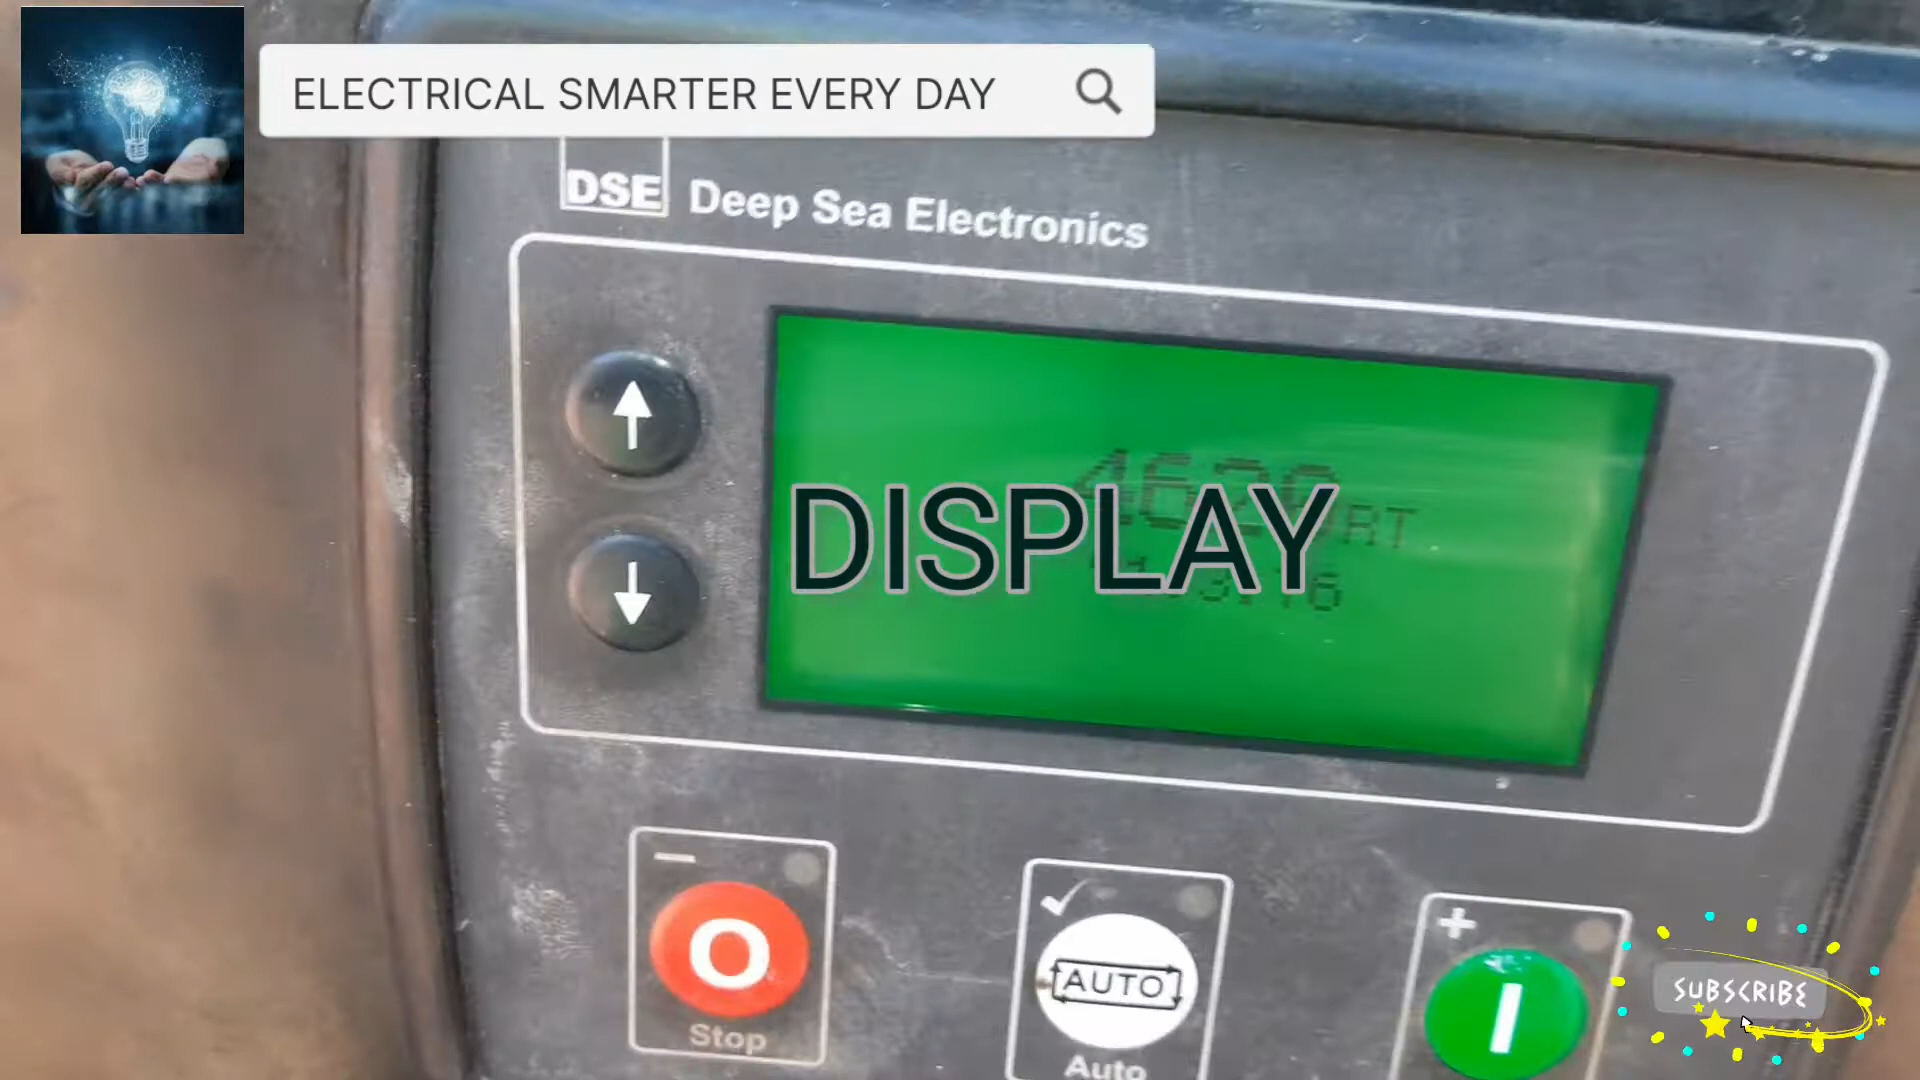 ELECTRICAL SMARTER EVERY DAY
DSE Deep Sea Electronics
DISPLAY
O
Stop
AUTO
Auto
I
SUBSCRIBE